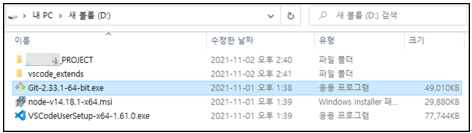 내 PC > 새 볼륨 (D:)
새 볼륨 (D:) 검색
이름 수정한 날짜 유형 크기
_PROJECT 2021-11-02 오후 2:40 파일 폴더
vscode_extends 2021-11-02 오후 2:41 파일 폴더
Git-2.33.1-64-bit.exe 2021-11-01 오후 1:38 응용 프로그램 49,010KB
node-v14.18.1-x64.msi 2021-11-01 오후 1:39 Windows Installer 패... 29,880KB
VSCodeUserSetup-x64-1.61.0.exe 2021-11-01 오후 1:39 응용 프로그램 77,744KB